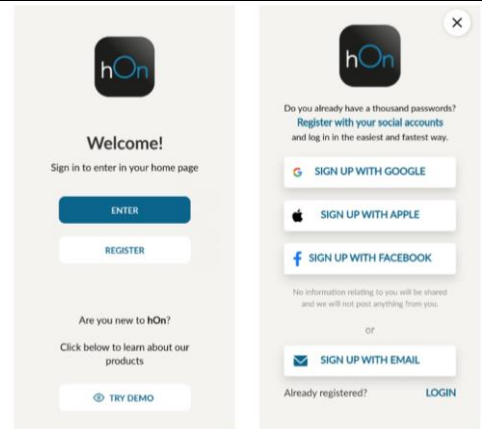 hOn
Welcome!
Sign in to enter in your home page
ENTER
REGISTER
Are you new to hOn?
Click below to learn about our
products
TRY DEMO
hOn
Do you already have a thousand passwords?
Register with your social accounts
and log in in the easiest and fastest way.
SIGN UP WITH GOOGLE
SIGN UP WITH APPLE
SIGN UP WITH FACEBOOK
No information relating to you will be shared
and we will not post anything from you.
or
SIGN UP WITH EMAIL
Already registered? LOGIN